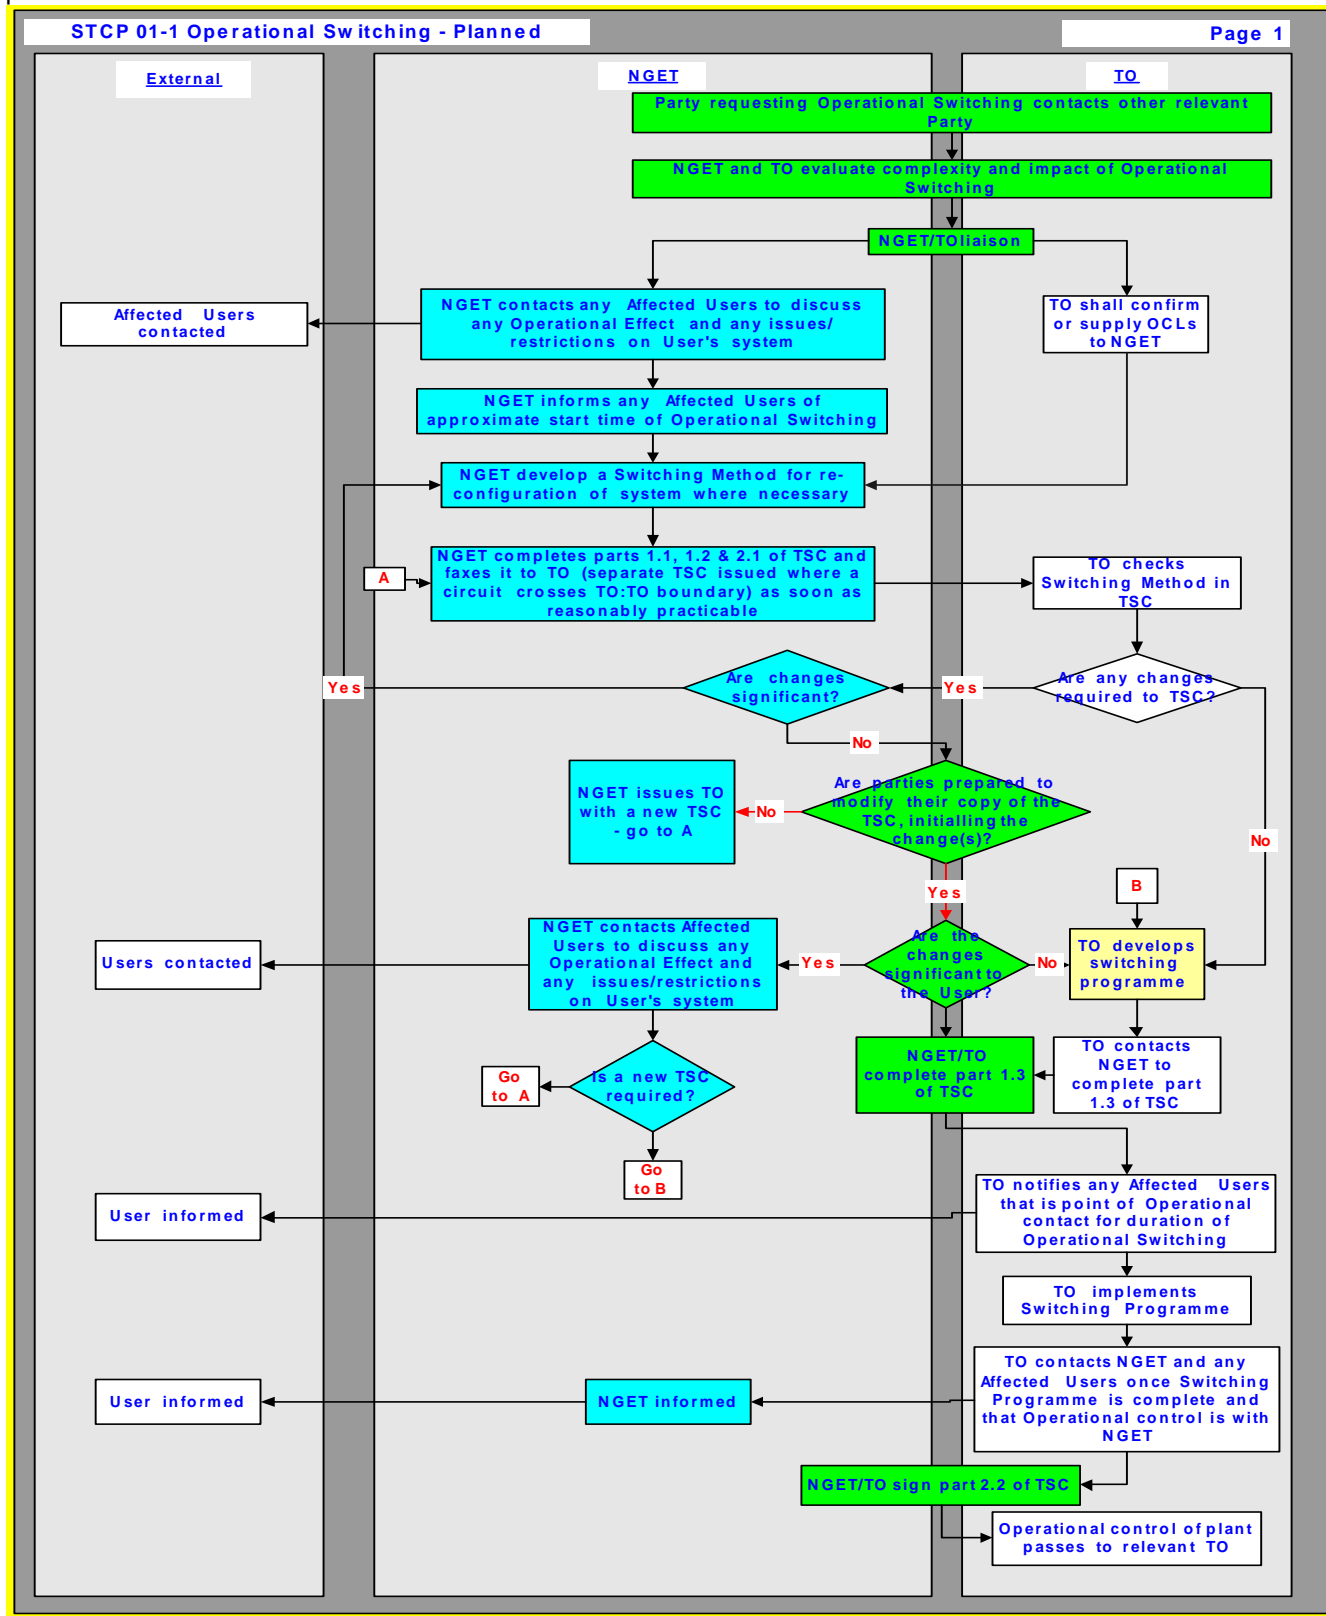 STCP 01-1 Operational Switching - Planned
Page 1
External
NGET
TO
Party requesting Operational Switching contacts other relevant
Party
NGET and TO evaluate complexity and impact of Operational
Switching
NGET/TO liaison
NGET contacts any Affected Users to discuss
any Operational Effect and any issues/
restrictions on User's system
Affected Users
contacted
TO shall confirm
or supply OCLs
to NGET
NGET informs any Affected Users of
approximate start time of Operational Switching
NGET develop a Switching Method for re-
configuration of system where necessary
A
NGET completes parts 1.1, 1.2 & 2.1 of TSC and
faxes it to TO (separate TSC issued where a
circuit crosses TO:TO boundary) as soon as
reasonably practicable
TO checks
Switching Method in
TSC
Yes
Are changes
significant?
Yes
Are any changes
required to TSC?
No
NGET issues TO
with a new TSC
- go to A
No
Are parties prepared to
modify their copy of the
TSC, initialling the
change(s)?
No
Yes
B
Users contacted
NGET contacts Affected
Users to discuss any
Operational Effect and
any issues/restrictions
on User's system
Yes
Are the
changes
significant to
the User?
No
TO develops
switching
programme
Go
to A
Is a new TSC
required?
NGET/TO
complete part 1.3
of TSC
TO contacts
NGET to
complete part
1.3 of TSC
Go
to B
User informed
TO notifies any Affected Users
that is point of Operational
contact for duration of
Operational Switching
TO implements
Switching Programme
User informed
NGET informed
TO contacts NGET and any
Affected Users once Switching
Programme is complete and
that Operational control is with
NGET
NGET/TO sign part 2.2 of TSC
Operational control of plant
passes to relevant TO